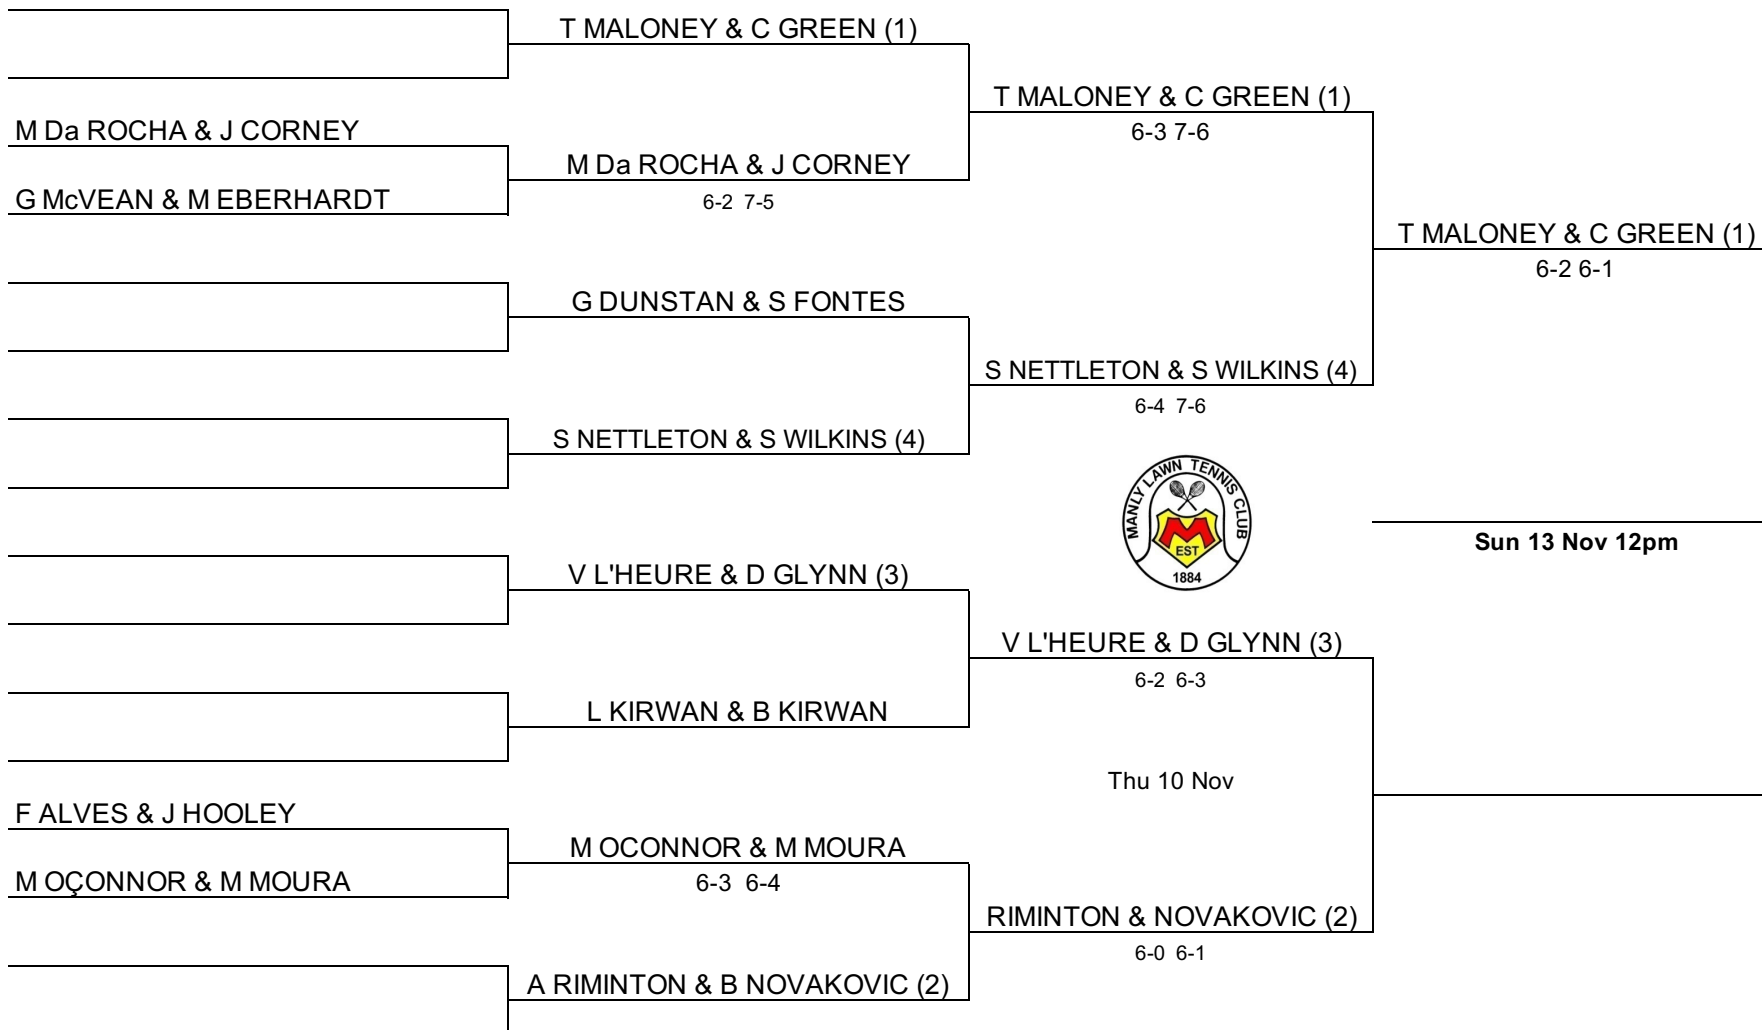 T MALONEY & C GREEN (1)
T MALONEY & C GREEN (1)
6-3 7-6
M Da ROCHA & J CORNEY
M Da ROCHA & J CORNEY
6-2 7-5
G McVEAN & M EBERHARDT
T MALONEY & C GREEN (1)
6-2 6-1
G DUNSTAN & S FONTES
S NETTLETON & S WILKINS (4)
6-4 7-6
S NETTLETON & S WILKINS (4)
MANLY LAWN TENNIS CLUB
M
EST
1884
Sun 13 Nov 12pm
V L'HEURE & D GLYNN (3)
V L'HEURE & D GLYNN (3)
6-2 6-3
L KIRWAN & B KIRWAN
Thu 10 Nov
F ALVES & J HOOLEY
M OCONNOR & M MOURA
6-3 6-4
M OÇONNOR & M MOURA
RIMINTON & NOVAKOVIC (2)
6-0 6-1
A RIMINTON & B NOVAKOVIC (2)